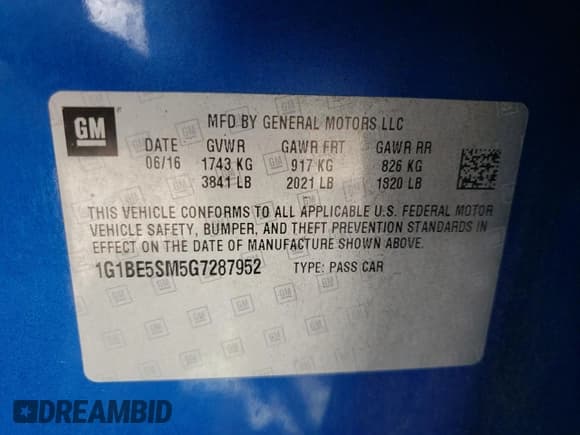 GM
MFD BY GENERAL MOTORS LLC
DATE GVWR GAWR FRT GAWR RR
06/16 1743 KG 917 KG 826 KG
3841 LB 2021 LB 1820 LB
THIS VEHICLE CONFORMS TO ALL APPLICABLE U.S. FEDERAL MOTOR
VEHICLE SAFETY, BUMPER, AND THEFT PREVENTION STANDARDS IN
EFFECT ON THE DATE OF MANUFACTURE SHOWN ABOVE.
1G1BE5SM5G7287952 TYPE: PASS CAR
DREAMBID